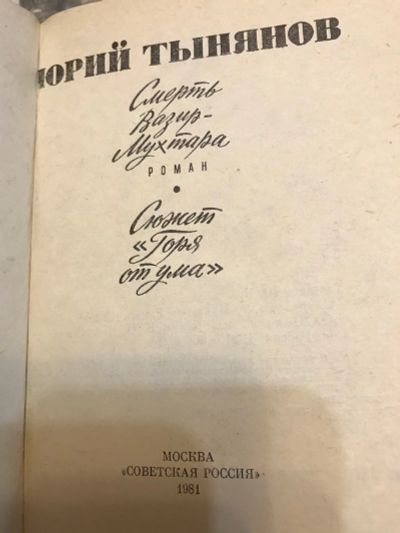 ЮРИЙ ТЫНЯНОВ
Смерть
Вазир-
Мухтара
РОМАН
•
Сюжет
«Горя
от ума»
МОСКВА
«СОВЕТСКАЯ РОССИЯ»
1981